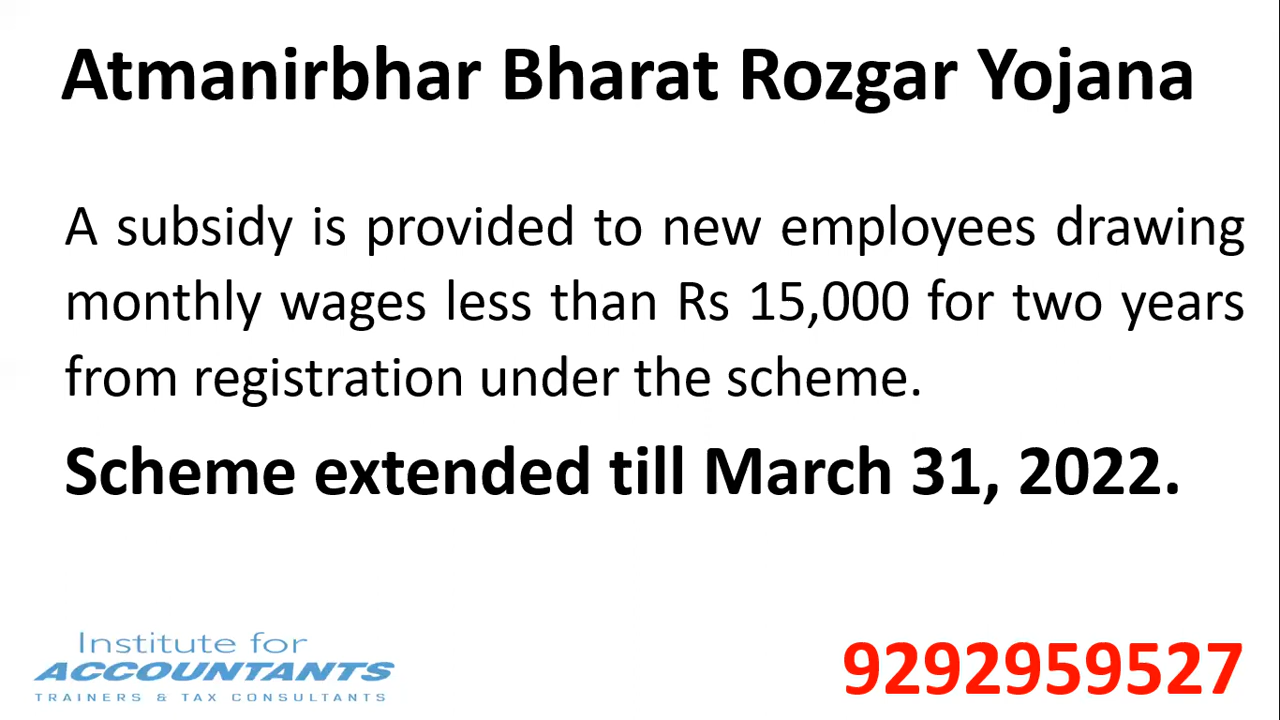 Atmanirbhar Bharat Rozgar Yojana
A subsidy is provided to new employees drawing
monthly wages less than Rs 15,000 for two years
from registration under the scheme.
Scheme extended till March 31, 2022.
Institute for
ACCOUNTANTS
TRAINERS & TAX CONSULTANTS
9292959527